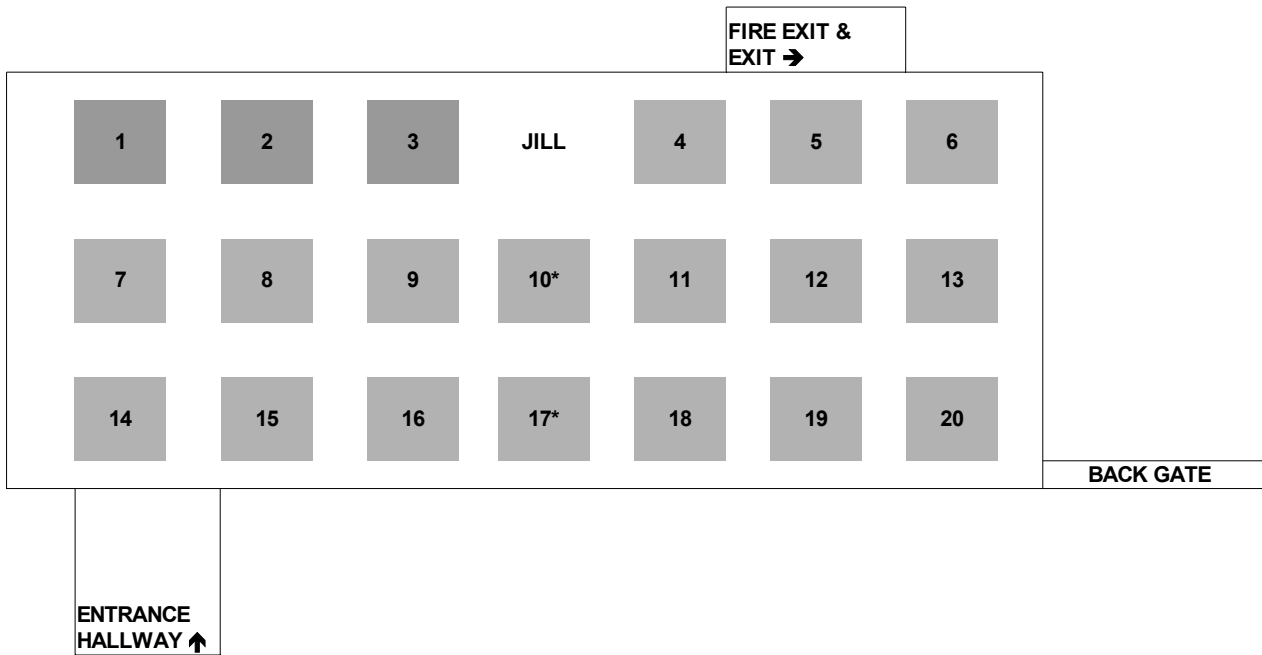 FIRE EXIT &
EXIT →
1 2 3 JILL 4 5 6
7 8 9 10* 11 12 13
14 15 16 17* 18 19 20
BACK GATE
ENTRANCE
HALLWAY ↑